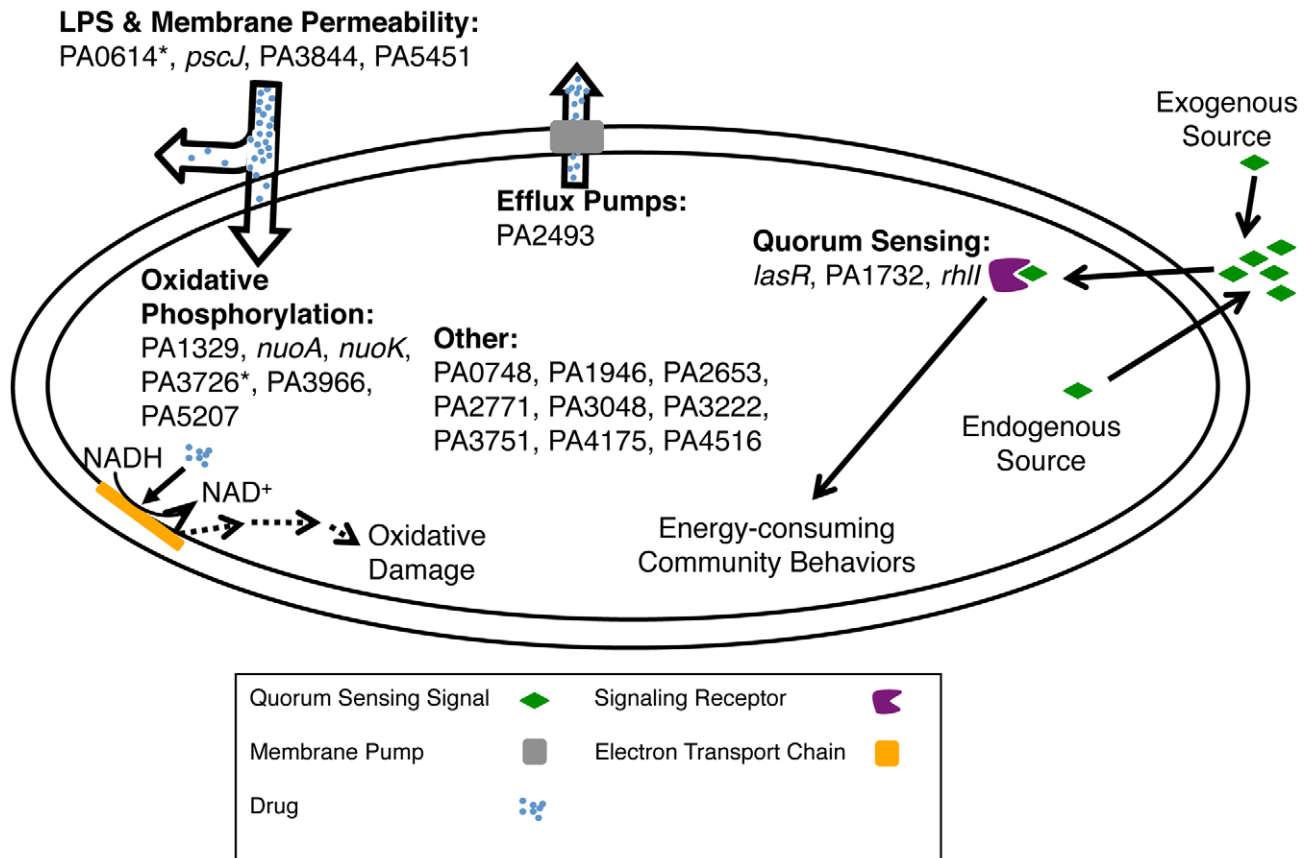 LPS & Membrane Permeability:
PA0614*, pscJ, PA3844, PA5451
Exogenous
Source
Efflux Pumps:
PA2493
Quorum Sensing:
lasR, PA1732, rhlI
Oxidative
Phosphorylation:
PA1329, nuoA, nuoK,
PA3726*, PA3966,
PA5207
Other:
PA0748, PA1946, PA2653,
PA2771, PA3048, PA3222,
PA3751, PA4175, PA4516
Endogenous
Source
NADH
NAD⁺
Oxidative
Damage
Energy-consuming
Community Behaviors
Quorum Sensing Signal
Signaling Receptor
Membrane Pump
Electron Transport Chain
Drug